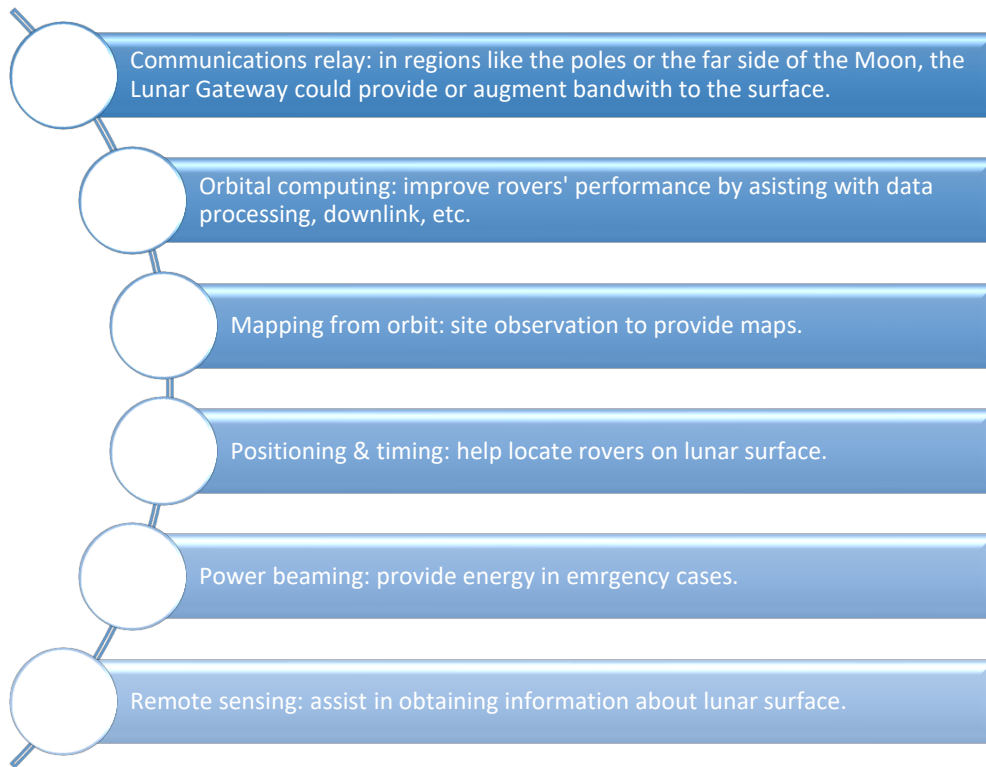 Communications relay: in regions like the poles or the far side of the Moon, the
Lunar Gateway could provide or augment bandwith to the surface.
Orbital computing: improve rovers' performance by asisting with data
processing, downlink, etc.
Mapping from orbit: site observation to provide maps.
Positioning & timing: help locate rovers on lunar surface.
Power beaming: provide energy in emrgency cases.
Remote sensing: assist in obtaining information about lunar surface.